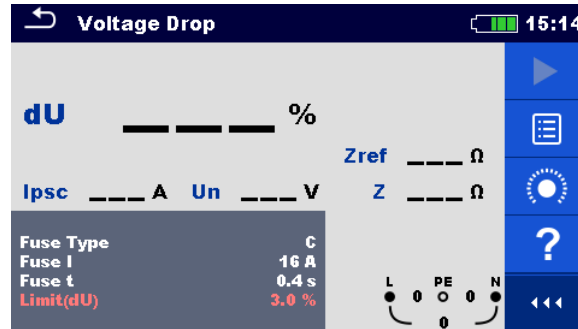 Voltage Drop 15:14
dU ___ %
Zref ___ Ω
Ipsc ___ A Un ___ V Z ___ Ω
Fuse Type C
Fuse I 16 A
Fuse t 0.4 s
Limit(dU) 3.0 %
L PE N
0 0
0
?